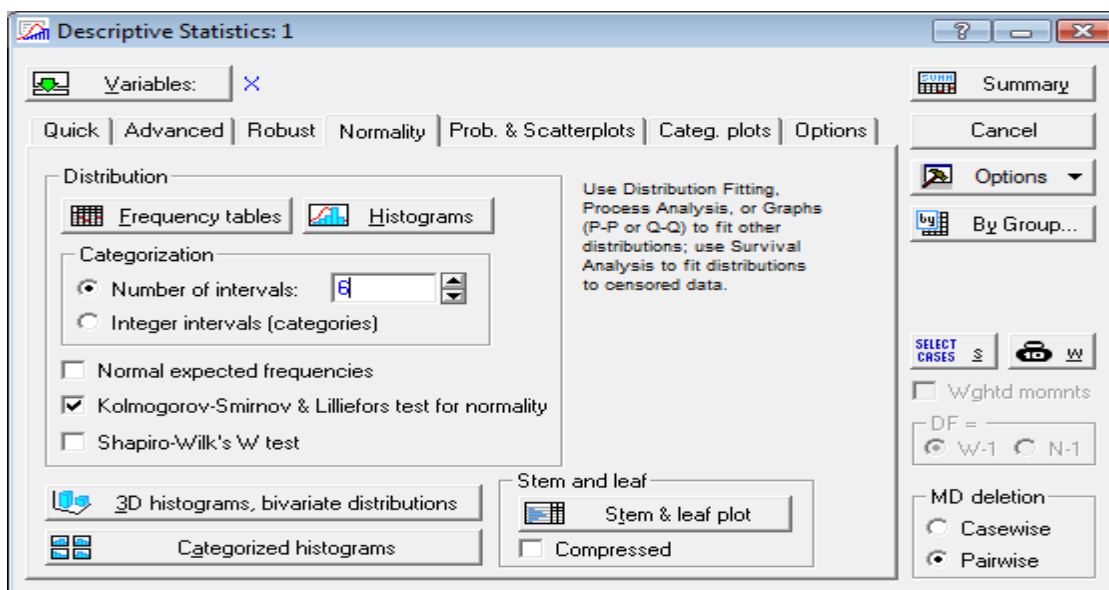 Descriptive Statistics: 1
Variables: X
Summary
Quick Advanced Robust Normality Prob. & Scatterplots Categ. plots Options
Cancel
Distribution
Frequency tables Histograms
Use Distribution Fitting,
Process Analysis, or Graphs
(P-P or Q-Q) to fit other
distributions; use Survival
Analysis to fit distributions
to censored data.
Options
By Group...
Categorization
Number of intervals: 6
Integer intervals (categories)
Normal expected frequencies
Kolmogorov-Smirnov & Lilliefors test for normality
Shapiro-Wilk's W test
SELECT CASES S W
Wghtd momnts
DF =
W-1 N-1
3D histograms, bivariate distributions
Categorized histograms
Stem and leaf
Stem & leaf plot
Compressed
MD deletion
Casewise
Pairwise